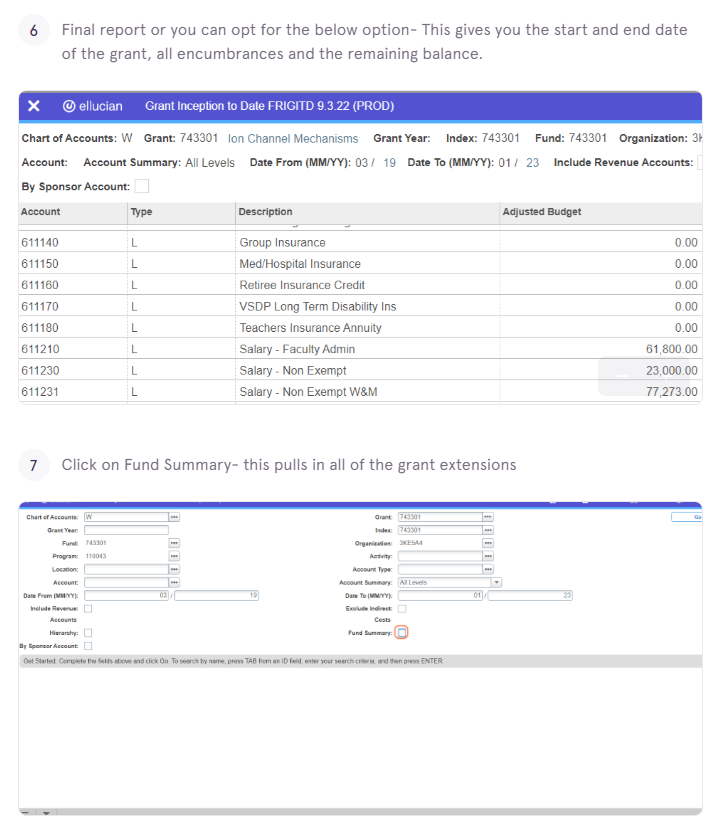 6 Final report or you can opt for the below option- This gives you the start and end date
of the grant, all encumbrances and the remaining balance.
ellucian Grant Inception to Date FRIGITD 9.3.22 (PROD)
Chart of Accounts: W Grant: 743301 Ion Channel Mechanisms Grant Year: Index: 743301 Fund: 743301 Organization:
Account: Account Summary: All Levels Date From (MM/YY): 03 / 19 Date To (MM/YY): 01 / 23 Include Revenue Accounts:
By Sponsor Account:
Account Type Description Adjusted Budget
611140 L Group Insurance 0.00
611150 L Med/Hospital Insurance 0.00
611160 L Retiree Insurance Credit 0.00
611170 L VSDP Long Term Disability Ins 0.00
611180 L Teachers Insurance Annuity 0.00
611210 L Salary - Faculty Admin 61,800.00
611230 L Salary - Non Exempt 23,000.00
611231 L Salary - Non Exempt W&M 77,273.00
7 Click on Fund Summary- this pulls in all of the grant extensions
Chart of Accounts: W Grant: 743301 Go
Grant Year: Index: 743301
Fund: 743301 Organization: 3KE5A4
Program: 110043 Activity:
Location: Account Type:
Account: Account Summary: All Levels
Date From (MM/YY): 03 / 19 Date To (MM/YY): 01 / 23
Include Revenue: Exclude Indirect:
Accounts Costs
Hierarchy: Fund Summary:
By Sponsor Account:
Get Started: Complete the fields above and click Go. To search by name, press TAB from an ID field, enter your search criteria, and then press ENTER.